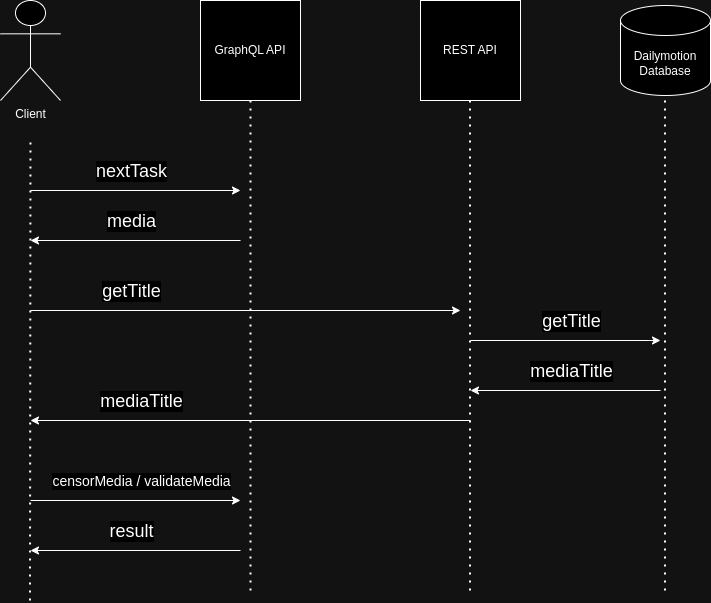 GraphQL API
REST API
Dailymotion
Database
Client
nextTask
media
getTitle
getTitle
mediaTitle
mediaTitle
censorMedia / validateMedia
result